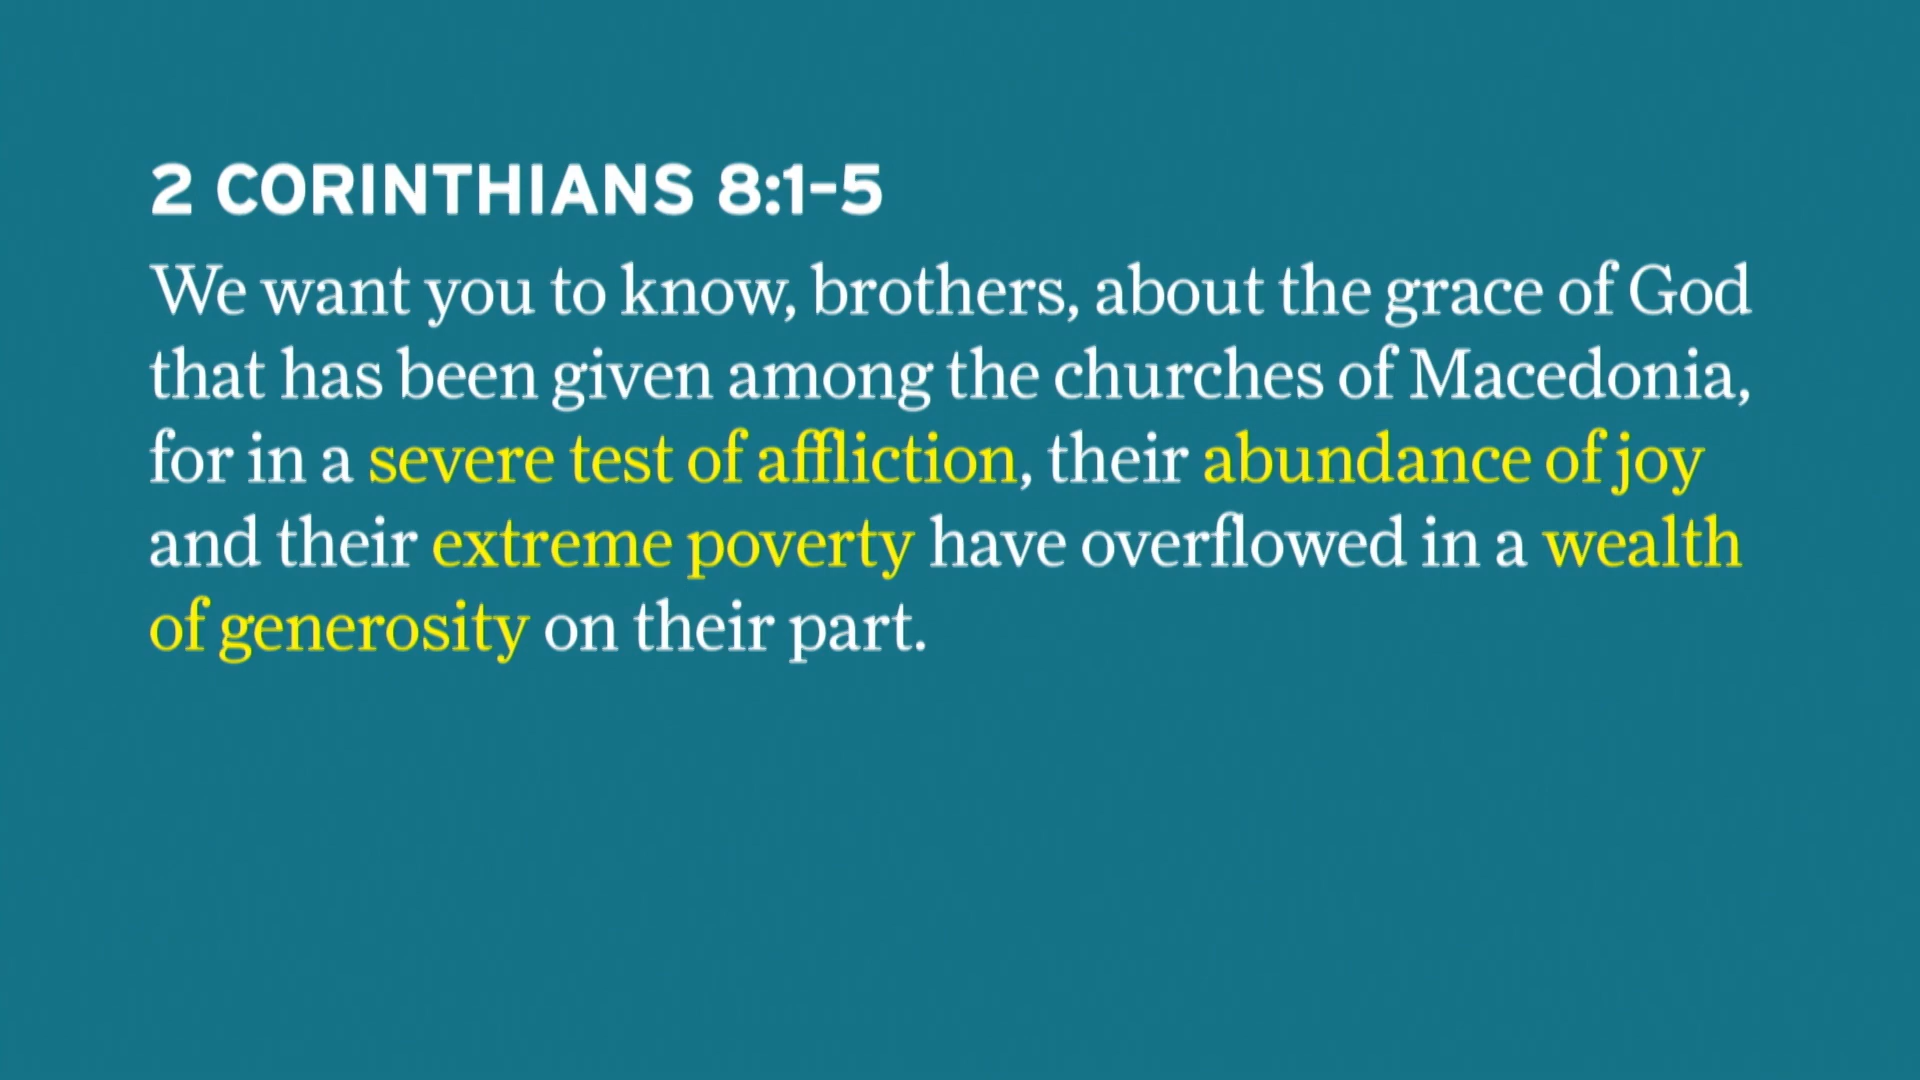 2 CORINTHIANS 8:1–5
We want you to know, brothers, about the grace of God
that has been given among the churches of Macedonia,
for in a severe test of affliction, their abundance of joy
and their extreme poverty have overflowed in a wealth
of generosity on their part.